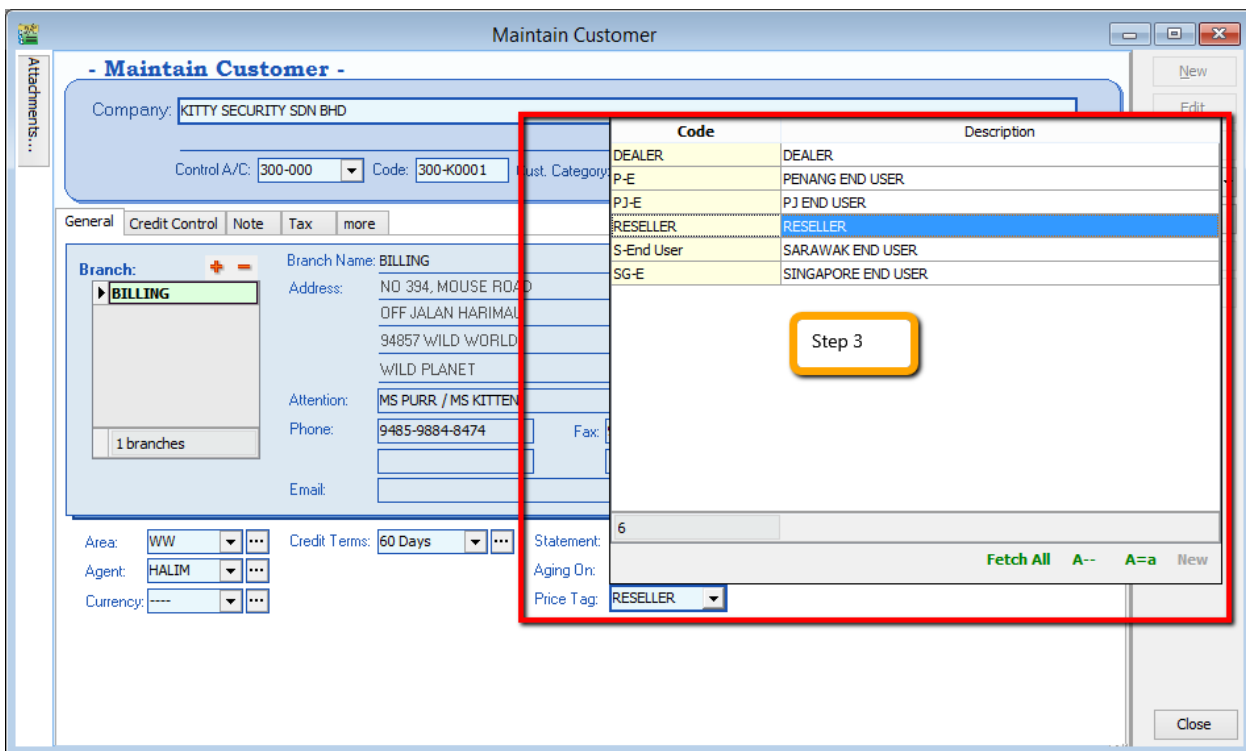 Maintain Customer
Attachments...
- Maintain Customer -
New
Company: KITTY SECURITY SDN BHD
Edit
Control A/C: 300-000 Code: 300-K0001 ust. Category:
Code Description
DEALER DEALER
P-E PENANG END USER
PJ-E PJ END USER
RESELLER RESELLER
S-End User SARAWAK END USER
SG-E SINGAPORE END USER
Step 3
6
Fetch All A-- A=a New
General Credit Control Note Tax more
Branch:
BILLING
1 branches
Branch Name: BILLING
Address: NO 394, MOUSE ROAD
OFF JALAN HARIMAU
94857 WILD WORLD
WILD PLANET
Attention: MS PURR / MS KITTEN
Phone: 9485-9884-8474 Fax:
Email:
Area: WW Credit Terms: 60 Days Statement:
Agent: HALIM Aging On:
Currency: ---- Price Tag: RESELLER
Close